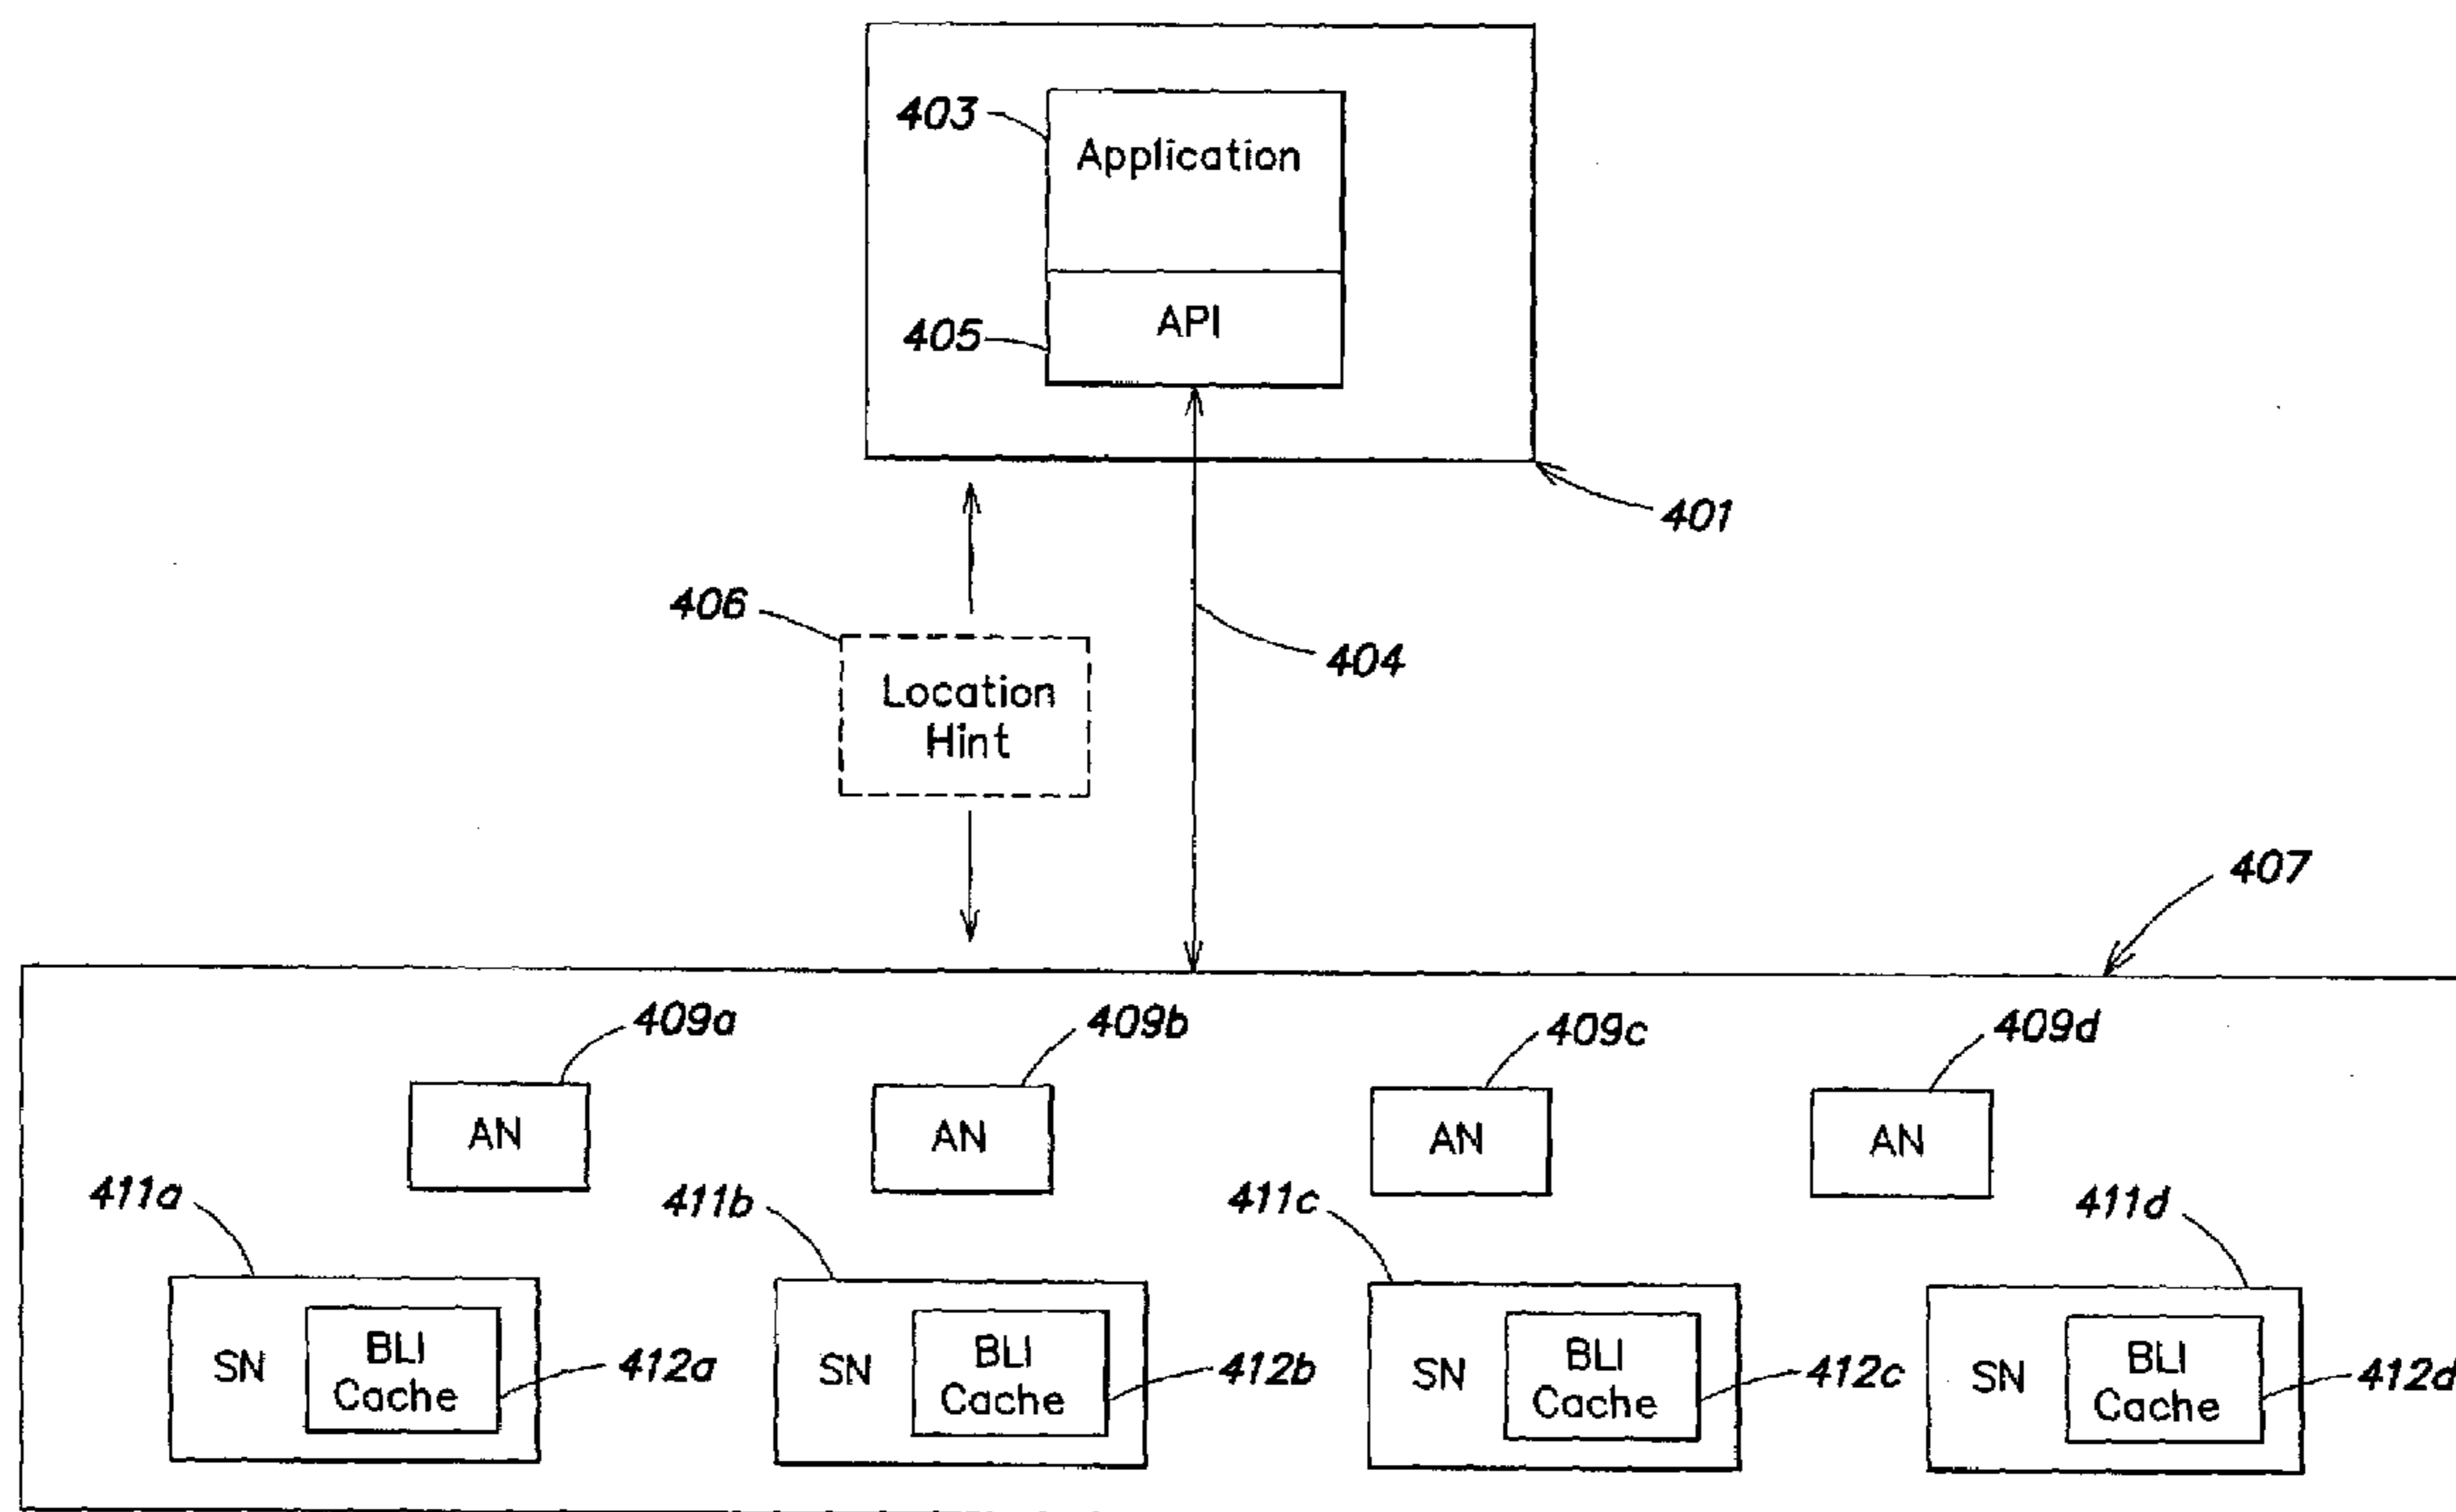 403
Application
405
API
401
406
Location
Hint
404
407
409a
409b
409c
409d
AN
AN
AN
AN
411a
411b
411c
411d
SN
BLI
Cache
412a
SN
BLI
Cache
412b
SN
BLI
Cache
412c
SN
BLI
Cache
412d